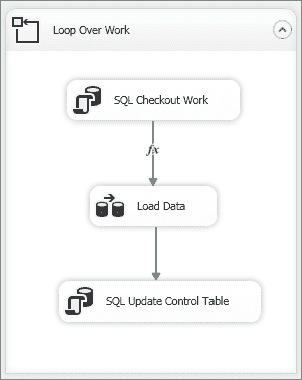 Loop Over Work
SQL Checkout Work
fx
Load Data
SQL Update Control Table